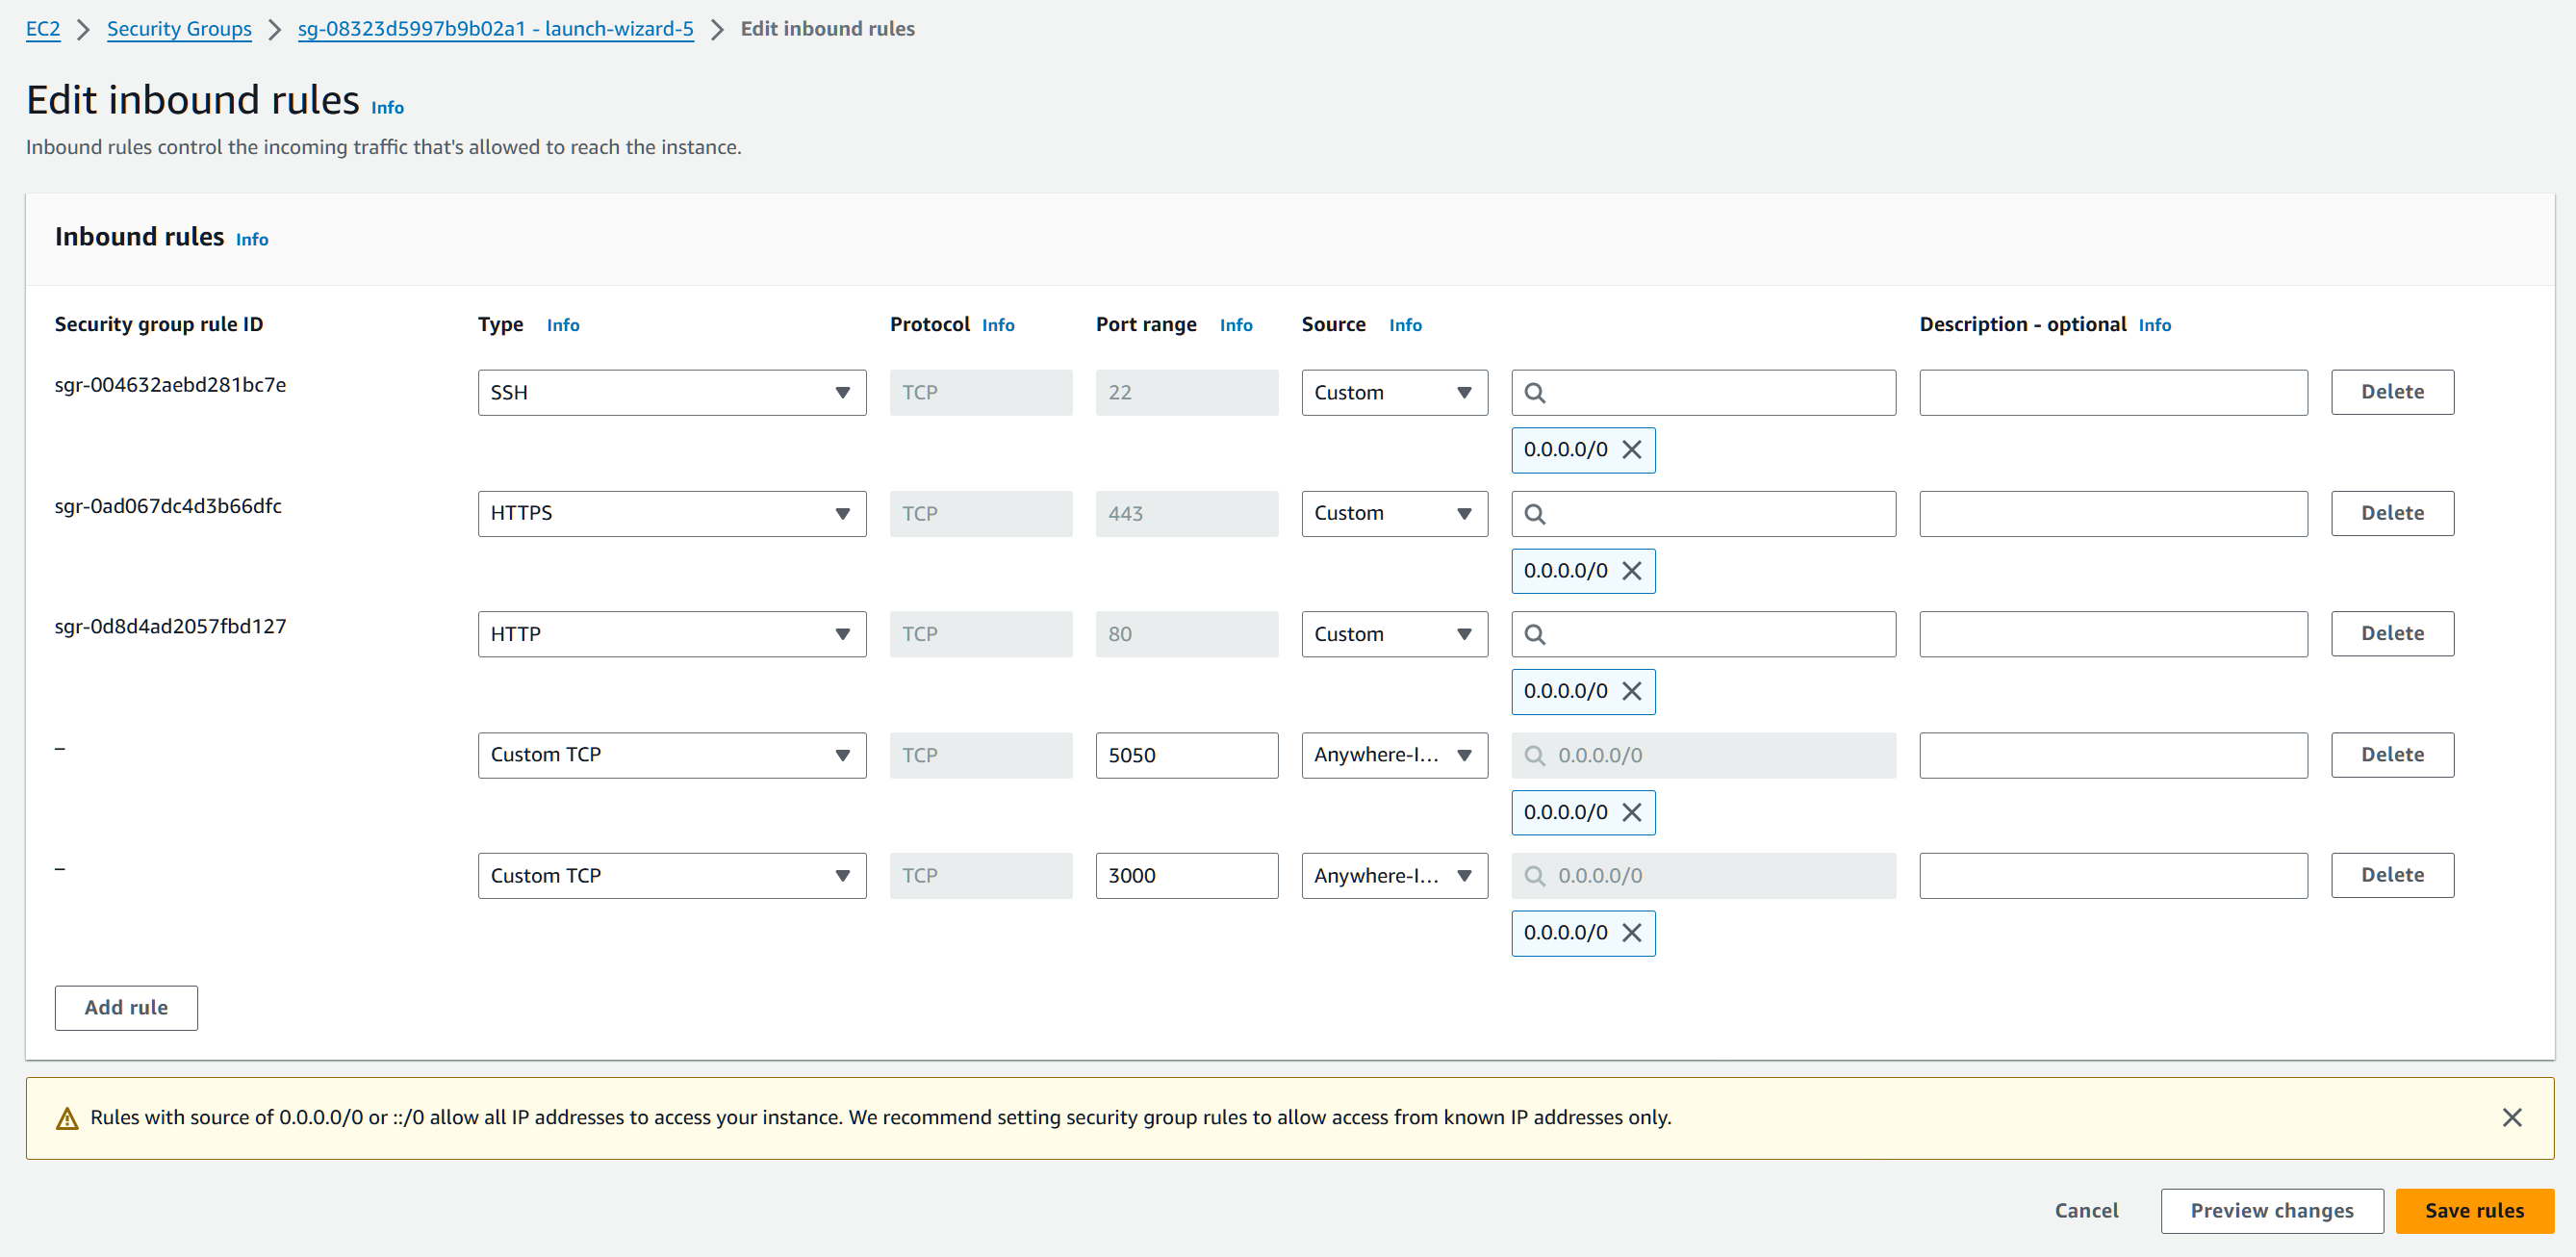 EC2 > Security Groups > sg-08323d5997b9b02a1 - launch-wizard-5 > Edit inbound rules
Edit inbound rules Info
Inbound rules control the incoming traffic that's allowed to reach the instance.
Inbound rules Info
Security group rule ID Type Info Protocol Info Port range Info Source Info Description - optional Info
sgr-004632aebd281bc7e SSH TCP 22 Custom Delete
0.0.0.0/0
sgr-0ad067dc4d3b66dfc HTTPS TCP 443 Custom Delete
0.0.0.0/0
sgr-0d8d4ad2057fbd127 HTTP TCP 80 Custom Delete
0.0.0.0/0
– Custom TCP TCP 5050 Anywhere-I... 0.0.0.0/0 Delete
0.0.0.0/0
– Custom TCP TCP 3000 Anywhere-I... 0.0.0.0/0 Delete
0.0.0.0/0
Add rule
Rules with source of 0.0.0.0/0 or ::/0 allow all IP addresses to access your instance. We recommend setting security group rules to allow access from known IP addresses only.
Cancel Preview changes Save rules